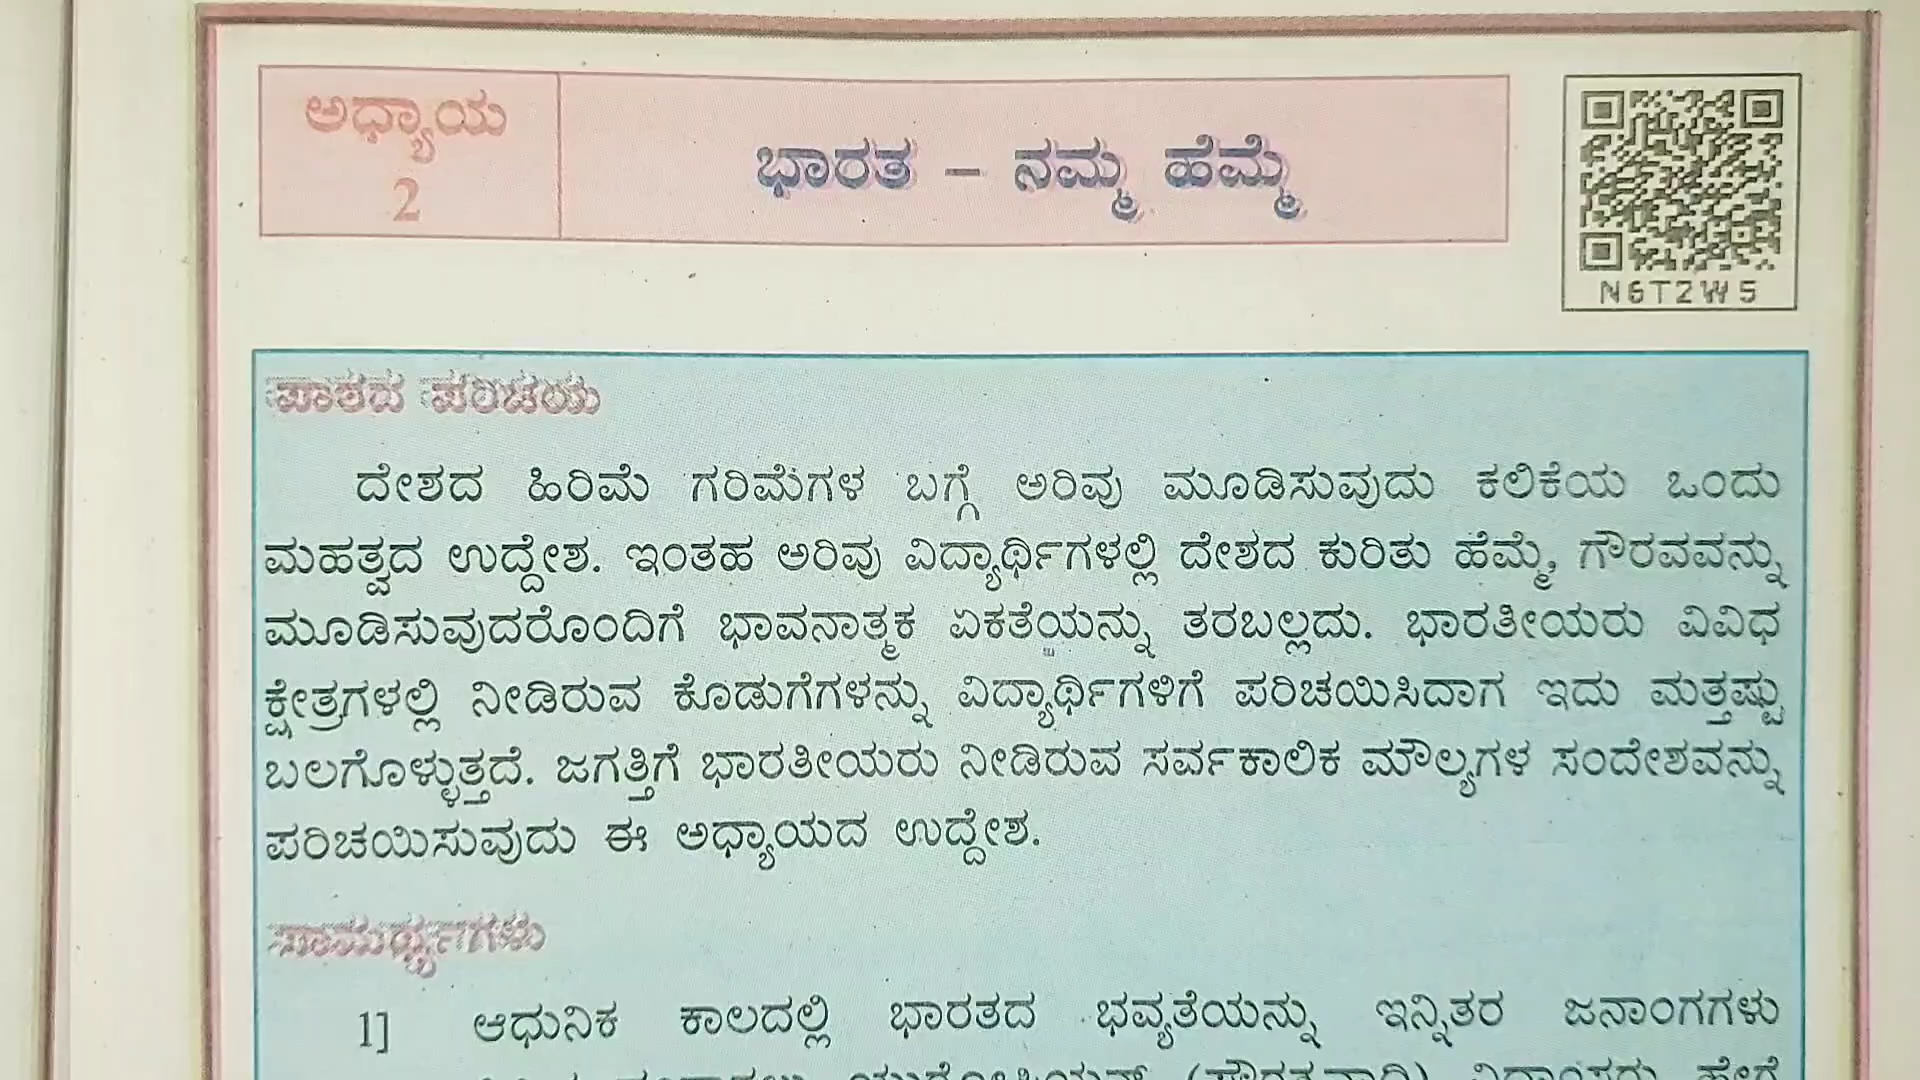 ಅಧ್ಯಾಯ
2
ಭಾರತ – ನಮ್ಮ ಹೆಮ್ಮೆ
N6T2W5
ಪಾಠದ ಪರಿಚಯ
ದೇಶದ ಹಿರಿಮೆ ಗರಿಮೆಗಳ ಬಗ್ಗೆ ಅರಿವು ಮೂಡಿಸುವುದು ಕಲಿಕೆಯ ಒಂದು
ಮಹತ್ವದ ಉದ್ದೇಶ. ಇಂತಹ ಅರಿವು ವಿದ್ಯಾರ್ಥಿಗಳಲ್ಲಿ ದೇಶದ ಕುರಿತು ಹೆಮ್ಮೆ, ಗೌರವವನ್ನು
ಮೂಡಿಸುವುದರೊಂದಿಗೆ ಭಾವನಾತ್ಮಕ ಏಕತೆಯನ್ನು ತರಬಲ್ಲದು. ಭಾರತೀಯರು ವಿವಿಧ
ಕ್ಷೇತ್ರಗಳಲ್ಲಿ ನೀಡಿರುವ ಕೊಡುಗೆಗಳನ್ನು ವಿದ್ಯಾರ್ಥಿಗಳಿಗೆ ಪರಿಚಯಿಸಿದಾಗ ಇದು ಮತ್ತಷ್ಟು
ಬಲಗೊಳ್ಳುತ್ತದೆ. ಜಗತ್ತಿಗೆ ಭಾರತೀಯರು ನೀಡಿರುವ ಸರ್ವಕಾಲಿಕ ಮೌಲ್ಯಗಳ ಸಂದೇಶವನ್ನು
ಪರಿಚಯಿಸುವುದು ಈ ಅಧ್ಯಾಯದ ಉದ್ದೇಶ.
ಸಾಮರ್ಥ್ಯಗಳು
1] ಆಧುನಿಕ ಕಾಲದಲ್ಲಿ ಭಾರತದ ಭವ್ಯತೆಯನ್ನು ಇನ್ನಿತರ ಜನಾಂಗಗಳು